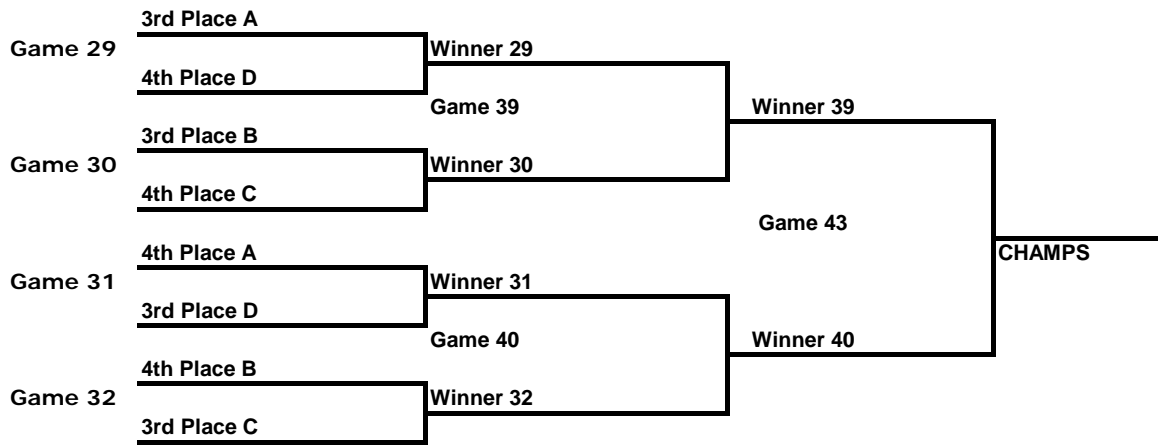 3rd Place A
Game 29
Winner 29
4th Place D
Game 39
Winner 39
3rd Place B
Game 30
Winner 30
4th Place C
Game 43
4th Place A
CHAMPS
Game 31
Winner 31
3rd Place D
Game 40
Winner 40
4th Place B
Game 32
Winner 32
3rd Place C